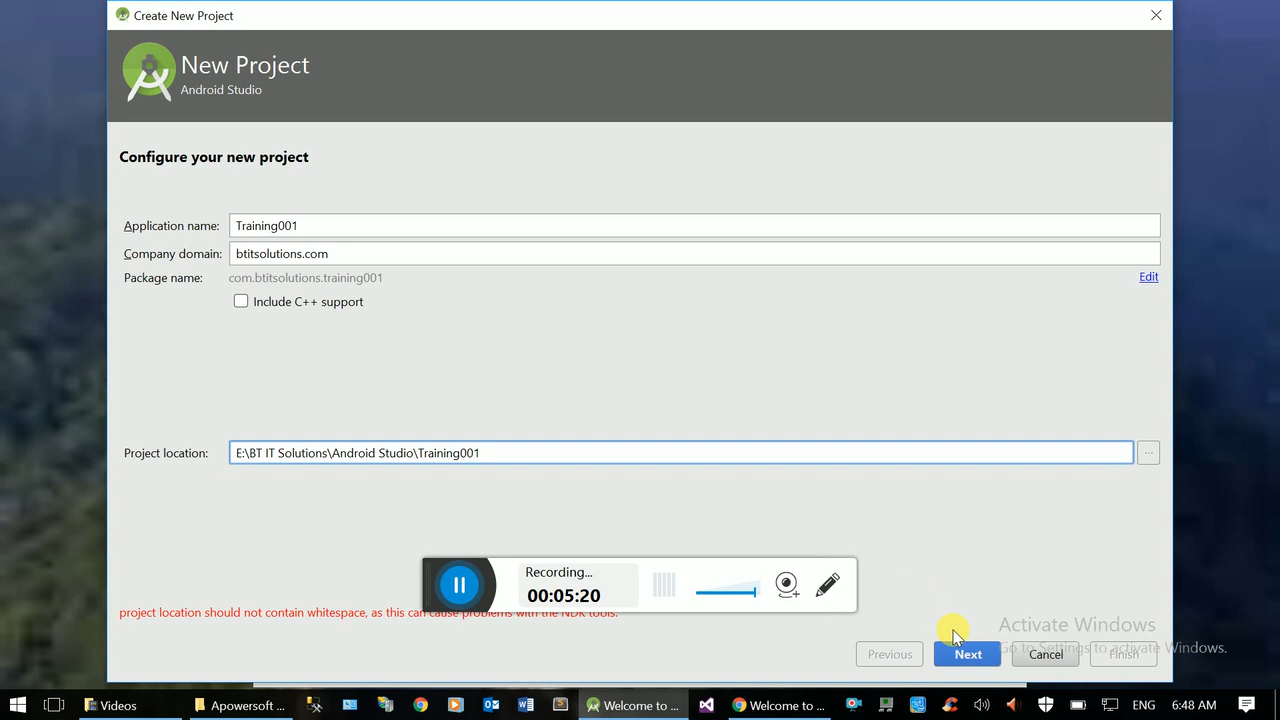 Create New Project
New Project
Android Studio
Configure your new project
Application name: Training001
Company domain: btitsolutions.com
Package name: com.btitsolutions.training001 Edit
Include C++ support
Project location: E:\BT IT Solutions\Android Studio\Training001 ...
Recording...
00:05:20
project location should not contain whitespace, as this can cause problems with the NDK tools.
Activate Windows
Go to Settings to activate Windows.
Previous Next Cancel Finish
Videos Apowersoft ... Welcome to ... Welcome to ... ENG 6:48 AM